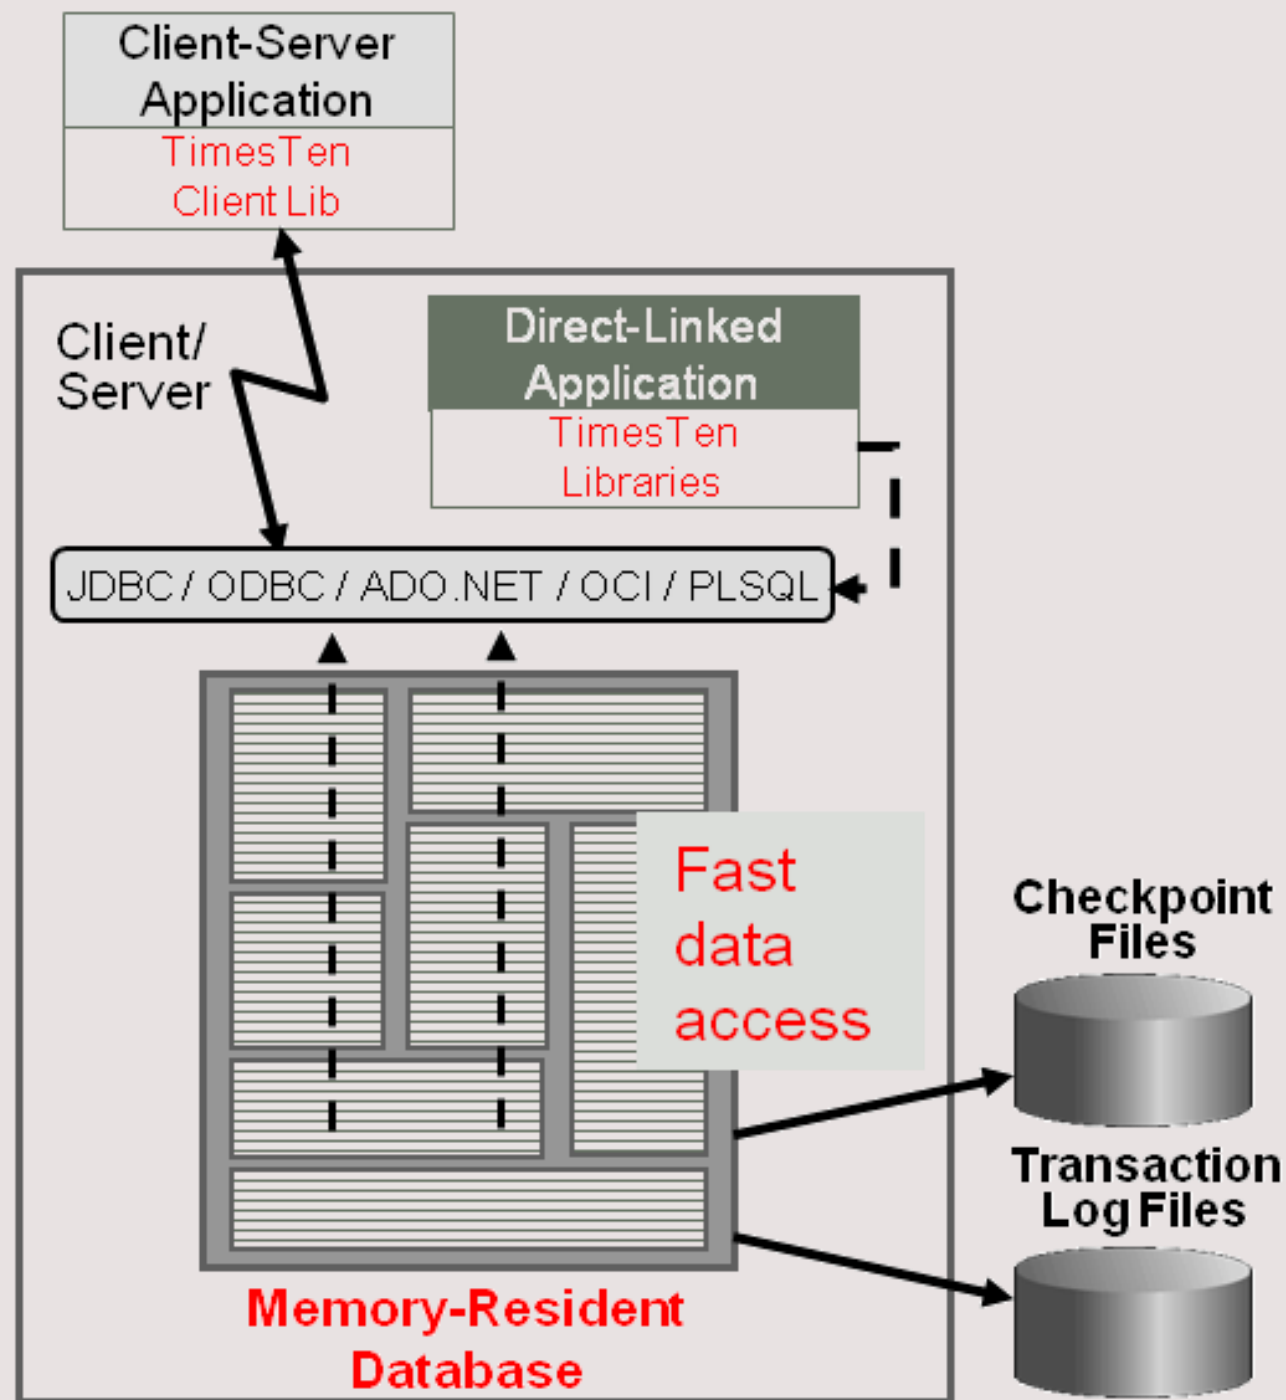 Client-Server
Application
TimesTen
Client Lib
Client/
Server
Direct-Linked
Application
TimesTen
Libraries
JDBC / ODBC / ADO.NET / OCI / PLSQL
Fast
data
access
Checkpoint
Files
Transaction
Log Files
Memory-Resident
Database